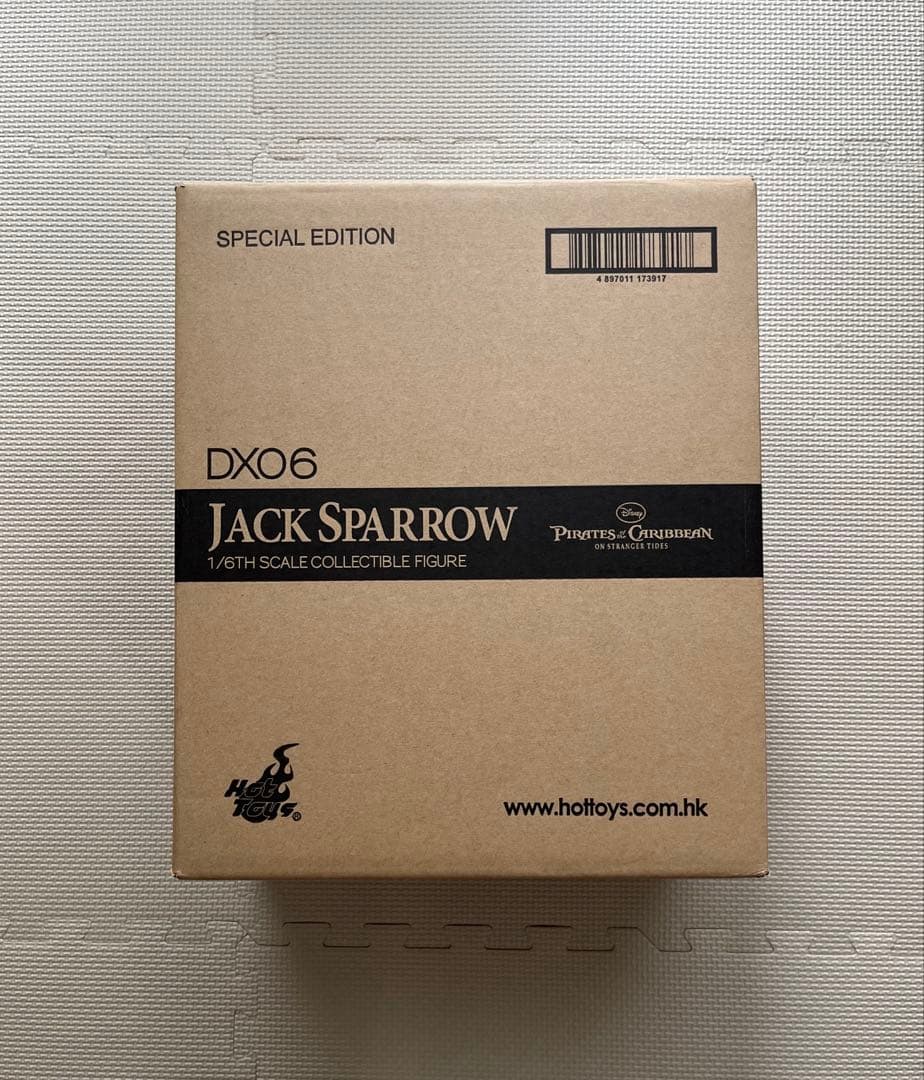 SPECIAL EDITION
4 897011 173917
DX06
JACK SPARROW
1/6TH SCALE COLLECTIBLE FIGURE
Disney
PIRATES of the CARIBBEAN
ON STRANGER TIDES
Hot
Toys®
www.hottoys.com.hk